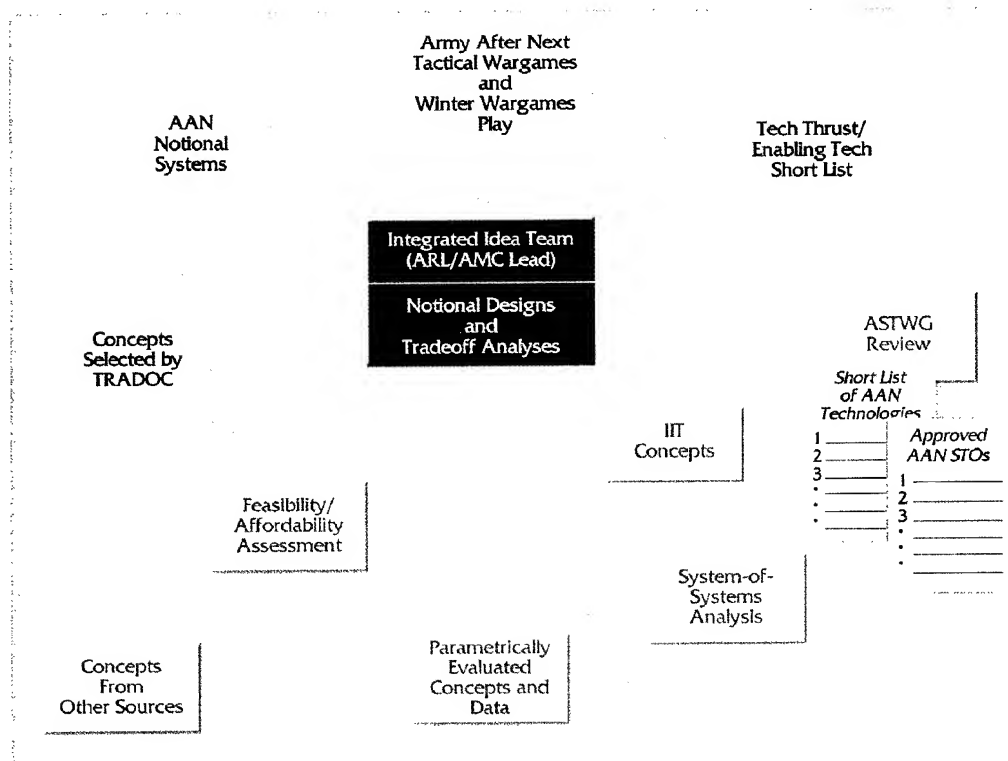 Army After Next
Tactical Wargames
and
Winter Wargames
Play
AAN
Notional
Systems
Tech Thrust/
Enabling Tech
Short List
Integrated Idea Team
(ARL/AMC Lead)
Notional Designs
and
Tradeoff Analyses
Concepts
Selected by
TRADOC
ASTWG
Review
Short List
of AAN
Technologies
1
2
3
•
•
•
Approved
AAN STOs
1
2
3
•
•
•
IIT
Concepts
Feasibility/
Affordability
Assessment
System-of-
Systems
Analysis
Concepts
From
Other Sources
Parametrically
Evaluated
Concepts and
Data